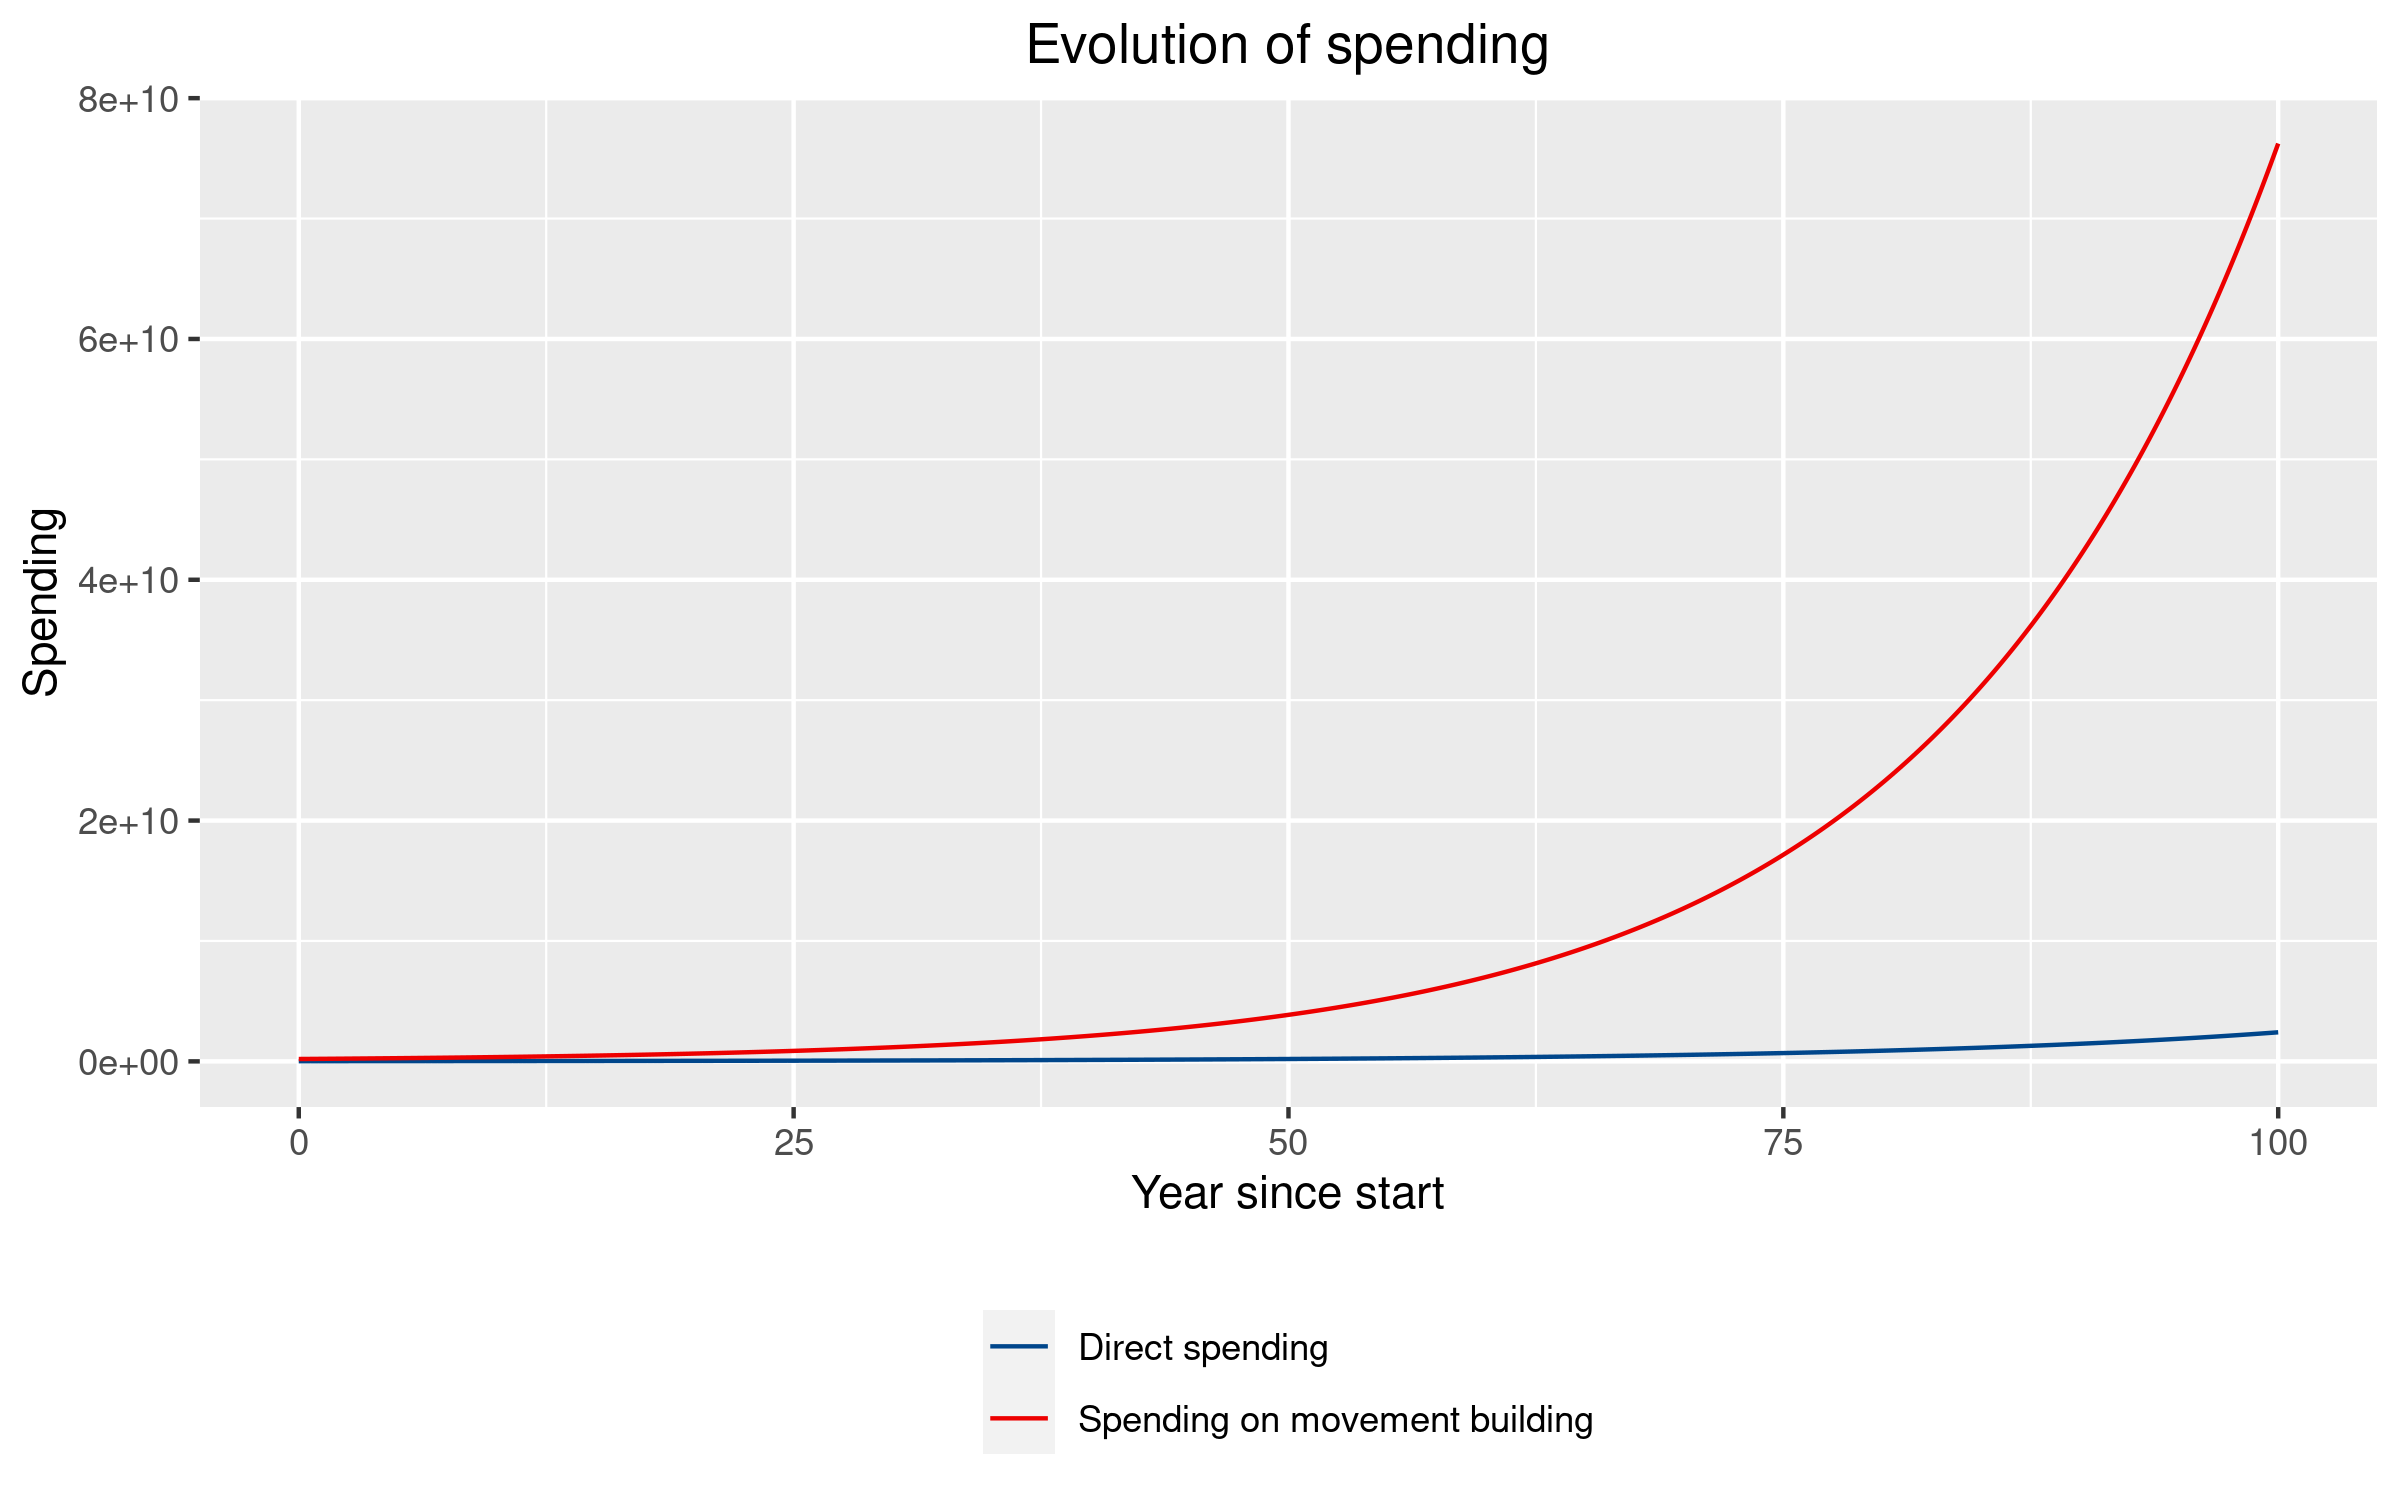 Evolution of spending
8e+10
6e+10
4e+10
2e+10
0e+00
Spending
0 25 50 75 100
Year since start
Direct spending
Spending on movement building